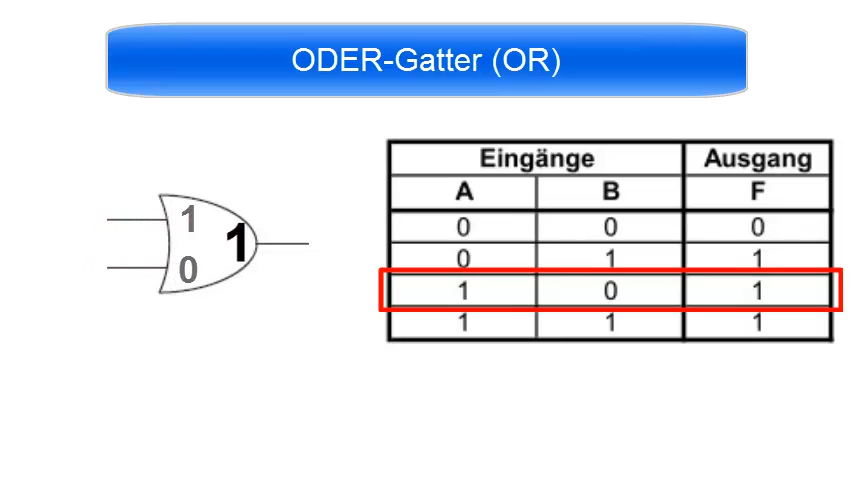 ODER-Gatter (OR)
1
0
1
Eingänge Ausgang
A B F
0 0 0
0 1 1
1 0 1
1 1 1